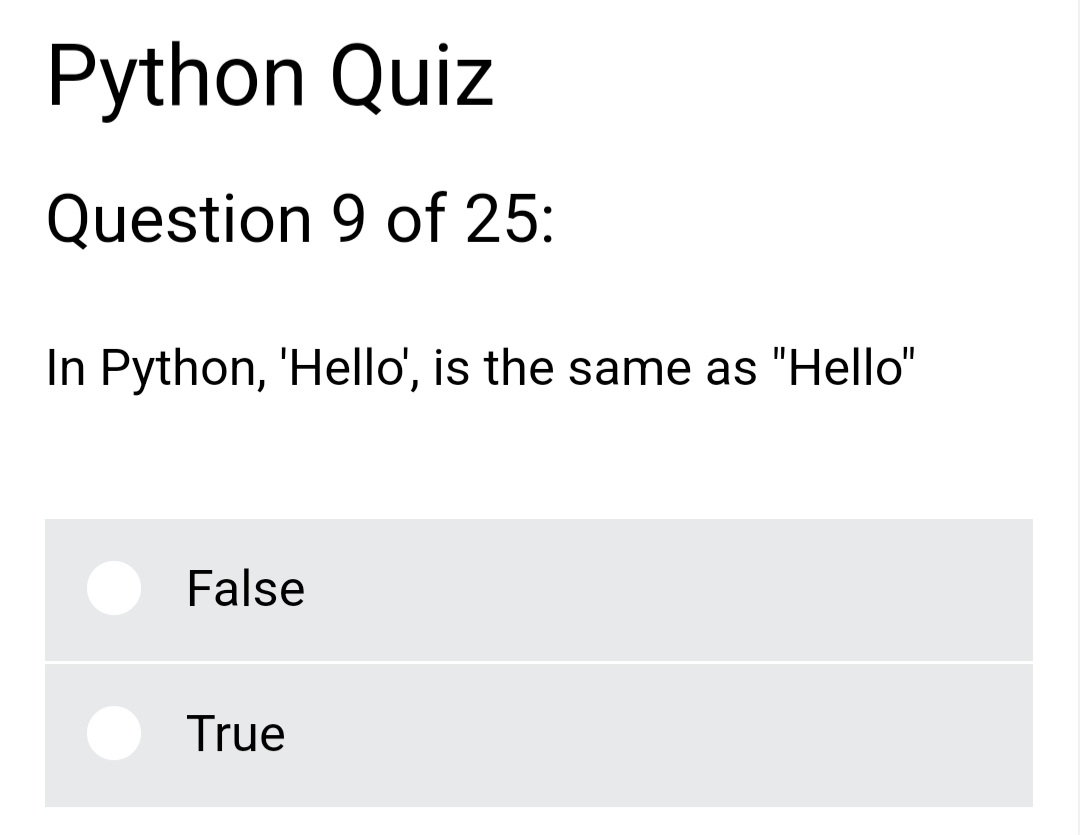 Python Quiz
Question 9 of 25:
In Python, 'Hello', is the same as "Hello"
False
True